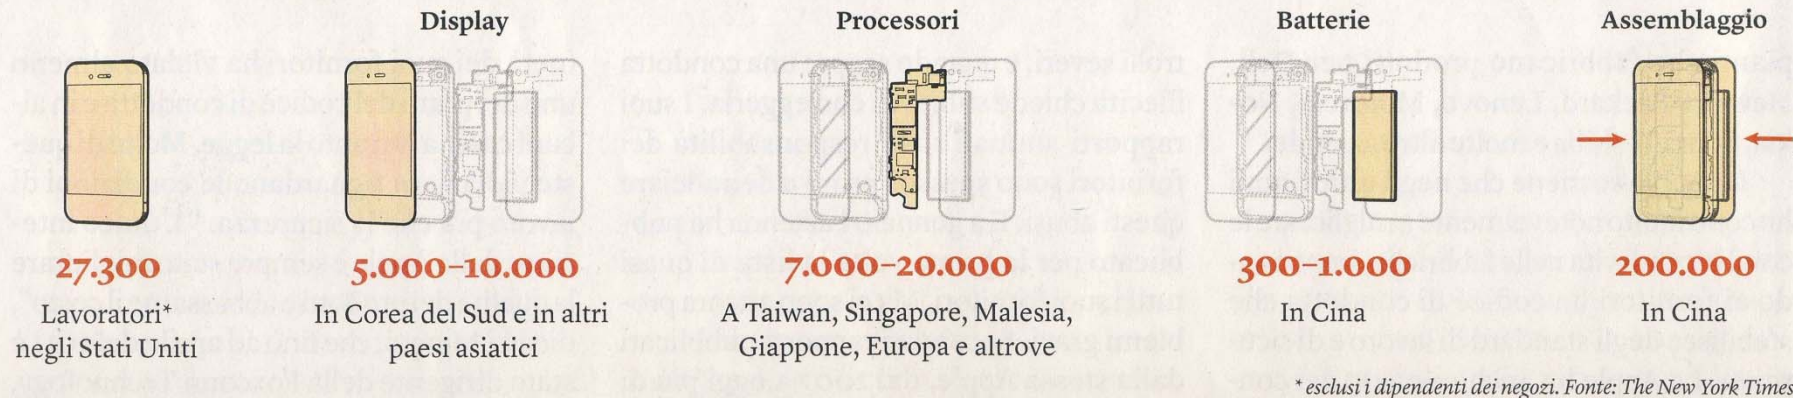 Display
Processori
Batterie
Assemblaggio
27.300
5.000-10.000
7.000-20.000
300-1.000
200.000
Lavoratori*
negli Stati Uniti
In Corea del Sud e in altri
paesi asiatici
A Taiwan, Singapore, Malesia,
Giappone, Europa e altrove
In Cina
In Cina
* esclusi i dipendenti dei negozi. Fonte: The New York Times